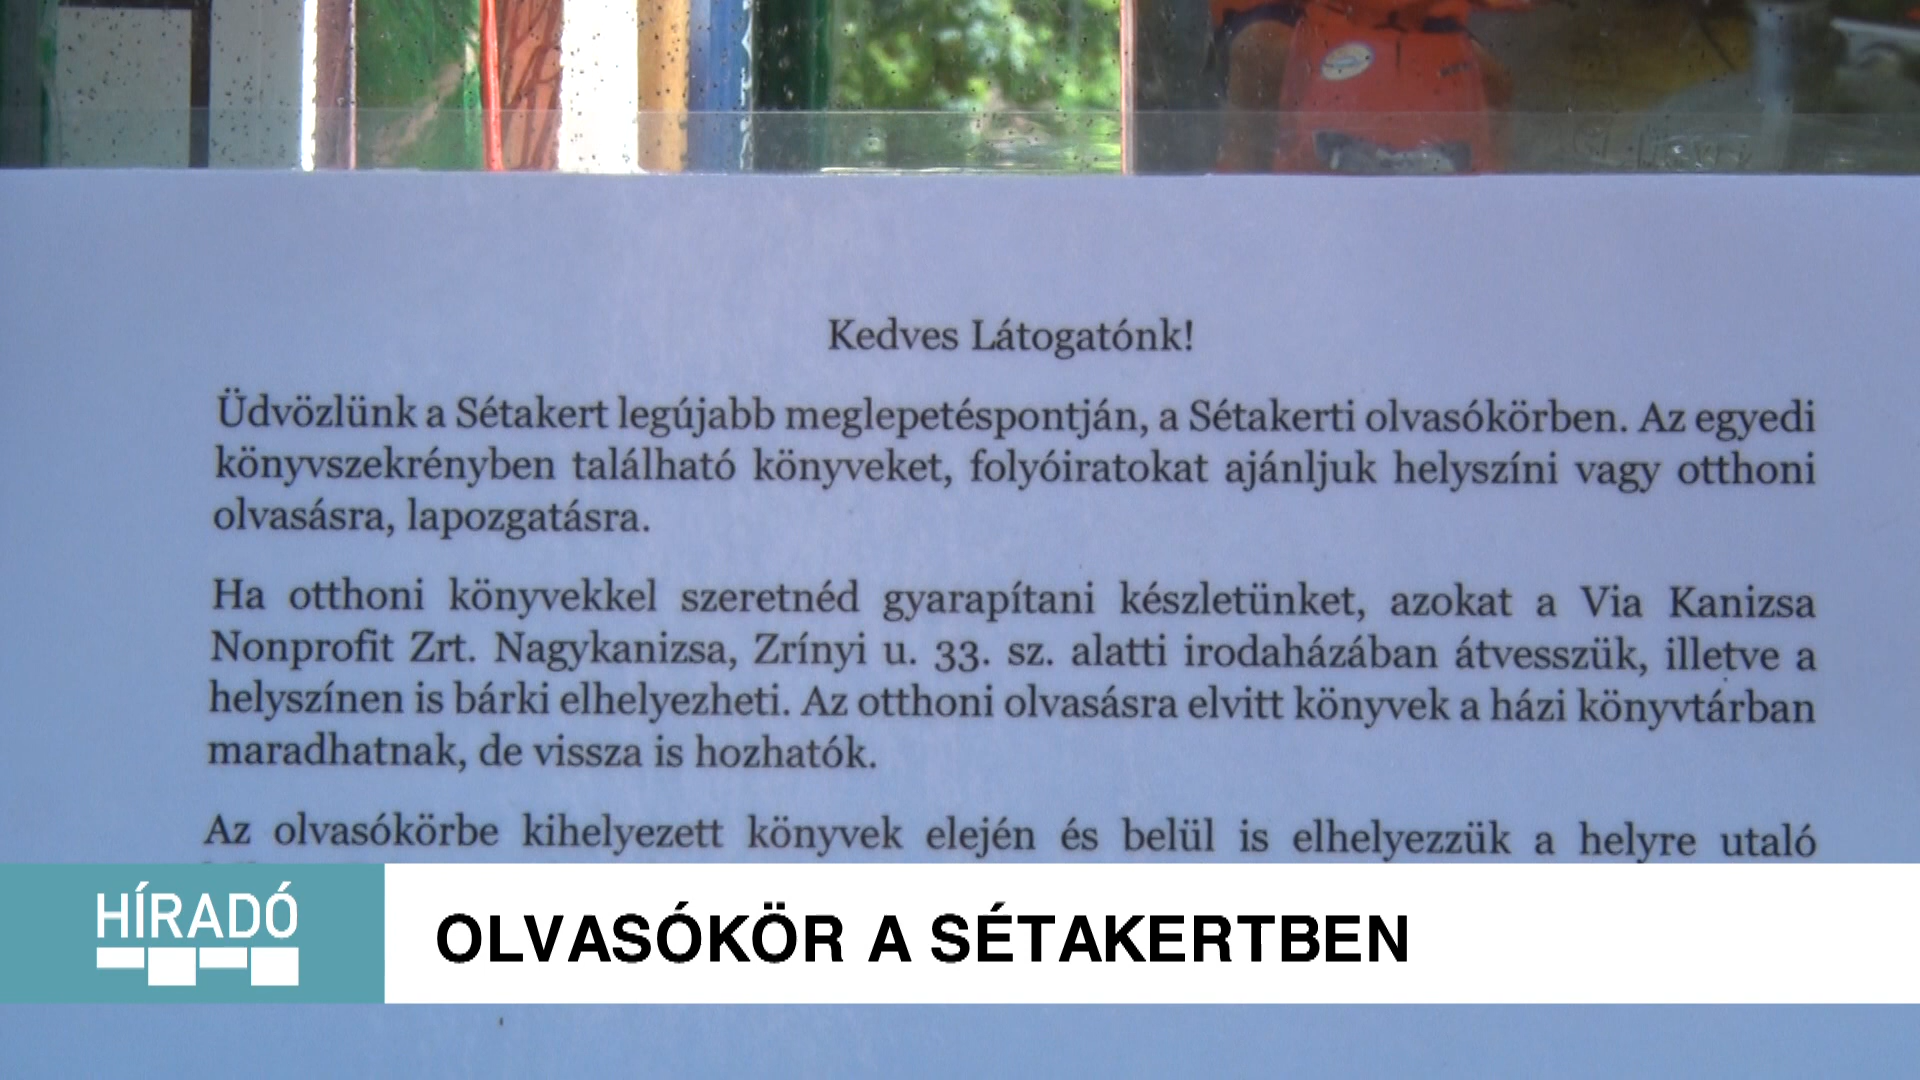 Kedves Látogatónk!
Üdvözlünk a Sétakert legújabb meglepetéspontján, a Sétakerti olvasókörben. Az egyedi
könyvszekrényben található könyveket, folyóiratokat ajánljuk helyszíni vagy otthoni
olvasásra, lapozgatásra.
Ha otthoni könyvekkel szeretnéd gyarapítani készletünket, azokat a Via Kanizsa
Nonprofit Zrt. Nagykanizsa, Zrínyi u. 33. sz. alatti irodaházában átvesszük, illetve a
helyszínen is bárki elhelyezheti. Az otthoni olvasásra elvitt könyvek a házi könyvtárban
maradhatnak, de vissza is hozhatók.
Az olvasókörbe kihelyezett könyvek elején és belül is elhelyezzük a helyre utaló
HÍRADÓ
OLVASÓKÖR A SÉTAKERTBEN